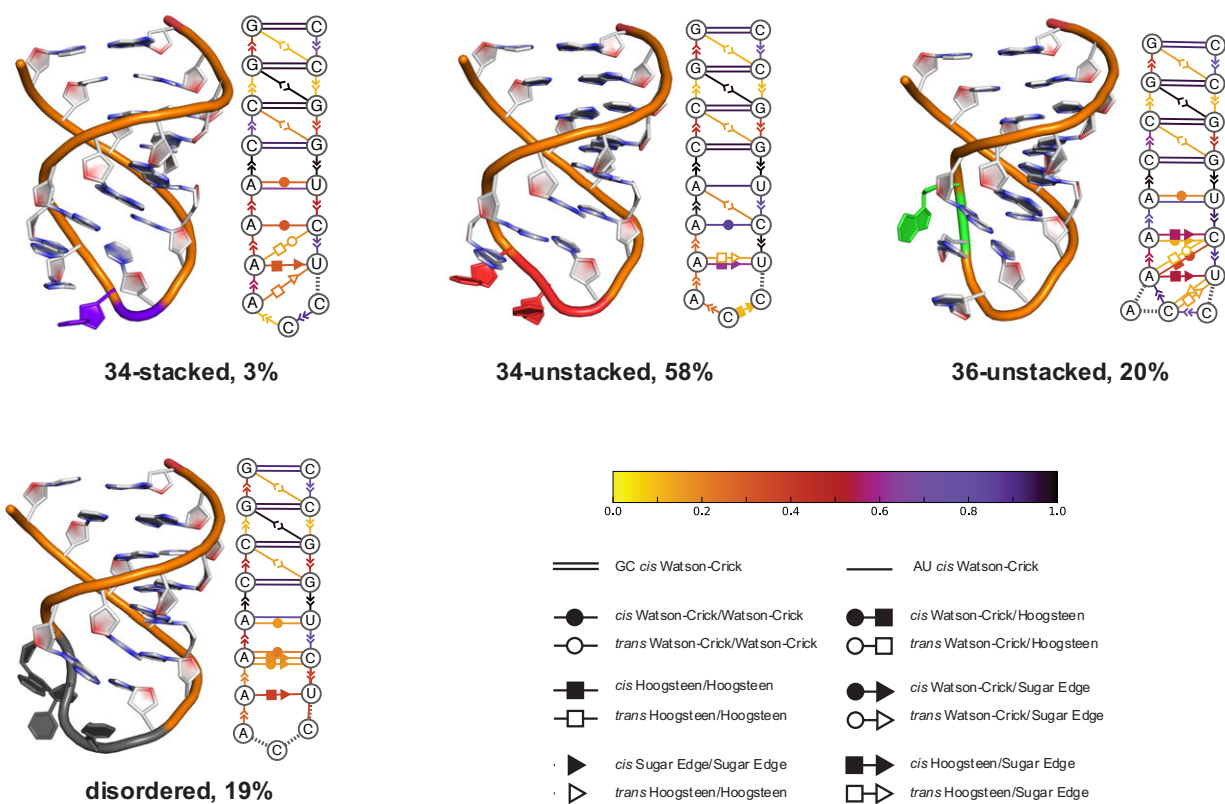 G C
G C
C G
C G
A U
A C
A U
A C
C
34-stacked, 3%
G C
G C
C G
C G
A U
A C
A U
A C
C
34-unstacked, 58%
G C
G C
C G
C G
A U
A C
A U
A C C
36-unstacked, 20%
G C
G C
C G
C G
A U
A C
A U
A C
C
disordered, 19%
0.0 0.2 0.4 0.6 0.8 1.0
GC cis Watson-Crick
AU cis Watson-Crick
cis Watson-Crick/Watson-Crick
cis Watson-Crick/Hoogsteen
trans Watson-Crick/Watson-Crick
trans Watson-Crick/Hoogsteen
cis Hoogsteen/Hoogsteen
cis Watson-Crick/Sugar Edge
trans Hoogsteen/Hoogsteen
trans Watson-Crick/Sugar Edge
cis Sugar Edge/Sugar Edge
cis Hoogsteen/Sugar Edge
trans Hoogsteen/Hoogsteen
trans Hoogsteen/Sugar Edge